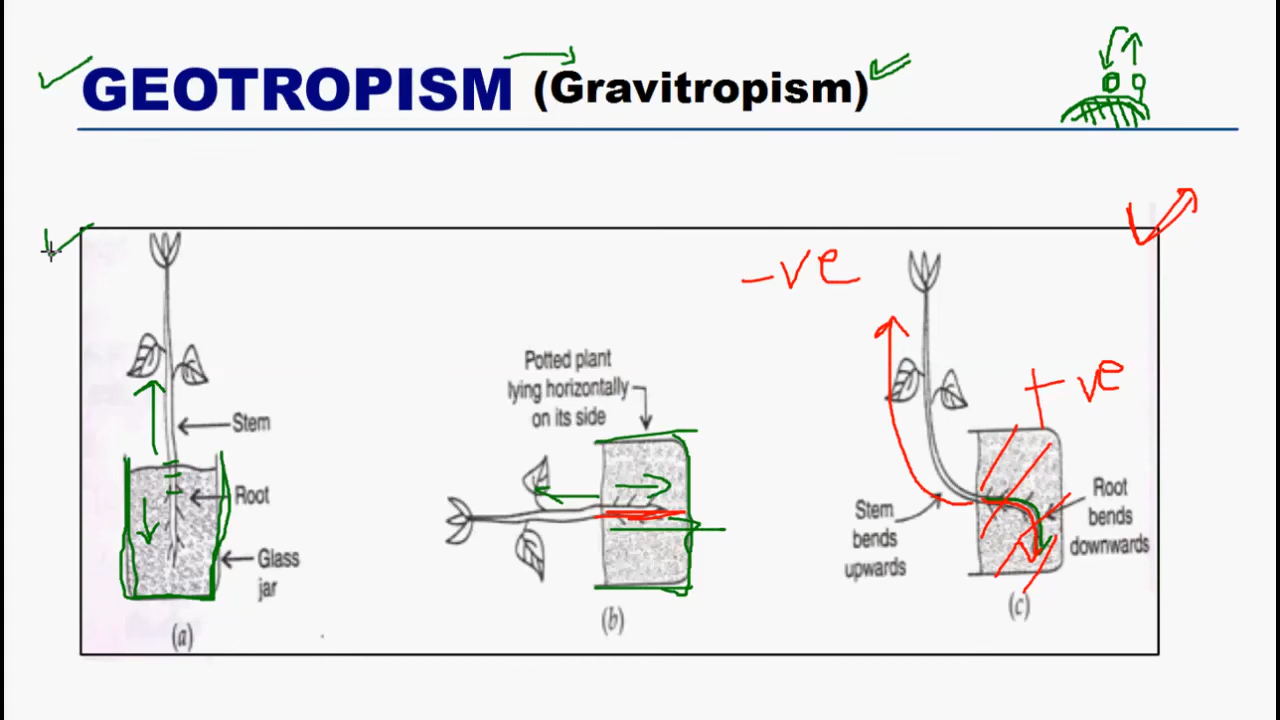 GEOTROPISM (Gravitropism)
-ve
+ve
Stem
Root
Glass
jar
(a)
Potted plant
lying horizontally
on its side
(b)
Stem
bends
upwards
Root
bends
downwards
(c)